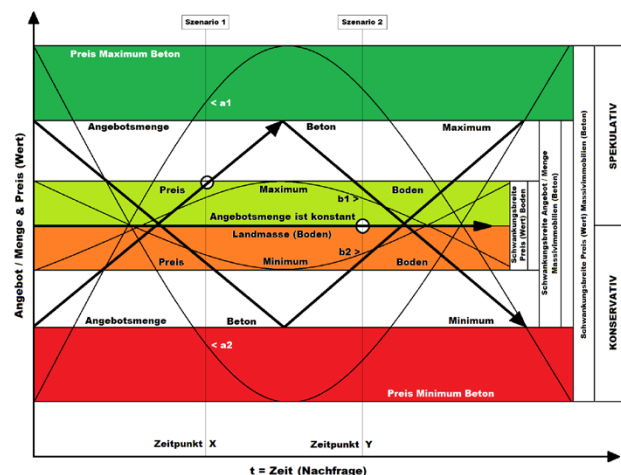 Szenario 1
Szenario 2
Preis Maximum Beton
< a1
Angebotsmenge
Beton
Maximum
Preis
Maximum
b1 >
Boden
Angebotsmenge ist konstant
Landmasse (Boden)
b2 >
Preis
Minimum
Boden
Angebotsmenge
Beton
Minimum
< a2
Preis Minimum Beton
Zeitpunkt X
Zeitpunkt Y
t = Zeit (Nachfrage)
Angebot / Menge & Preis (Wert)
Schwankungsbreite
Preis (Wert) Boden
Schwankungsbreite Angebot / Menge
Massivimmobilien (Beton)
Schwankungsbreite Preis (Wert) Massivimmobilien (Beton)
SPEKULATIV
KONSERVATIV